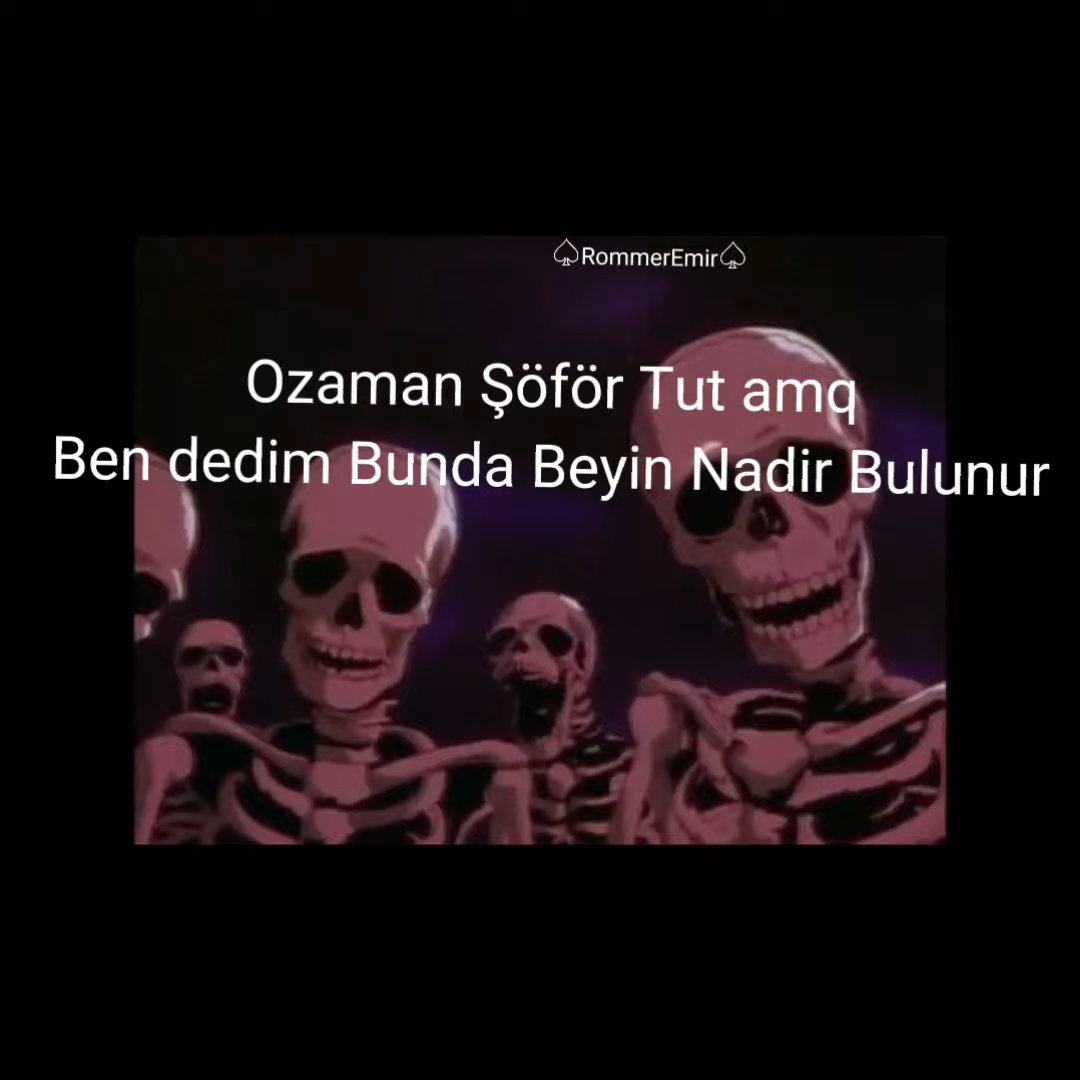 ♤RommerEmir♤
Ozaman Şöför Tut amq
Ben dedim Bunda Beyin Nadir Bulunur